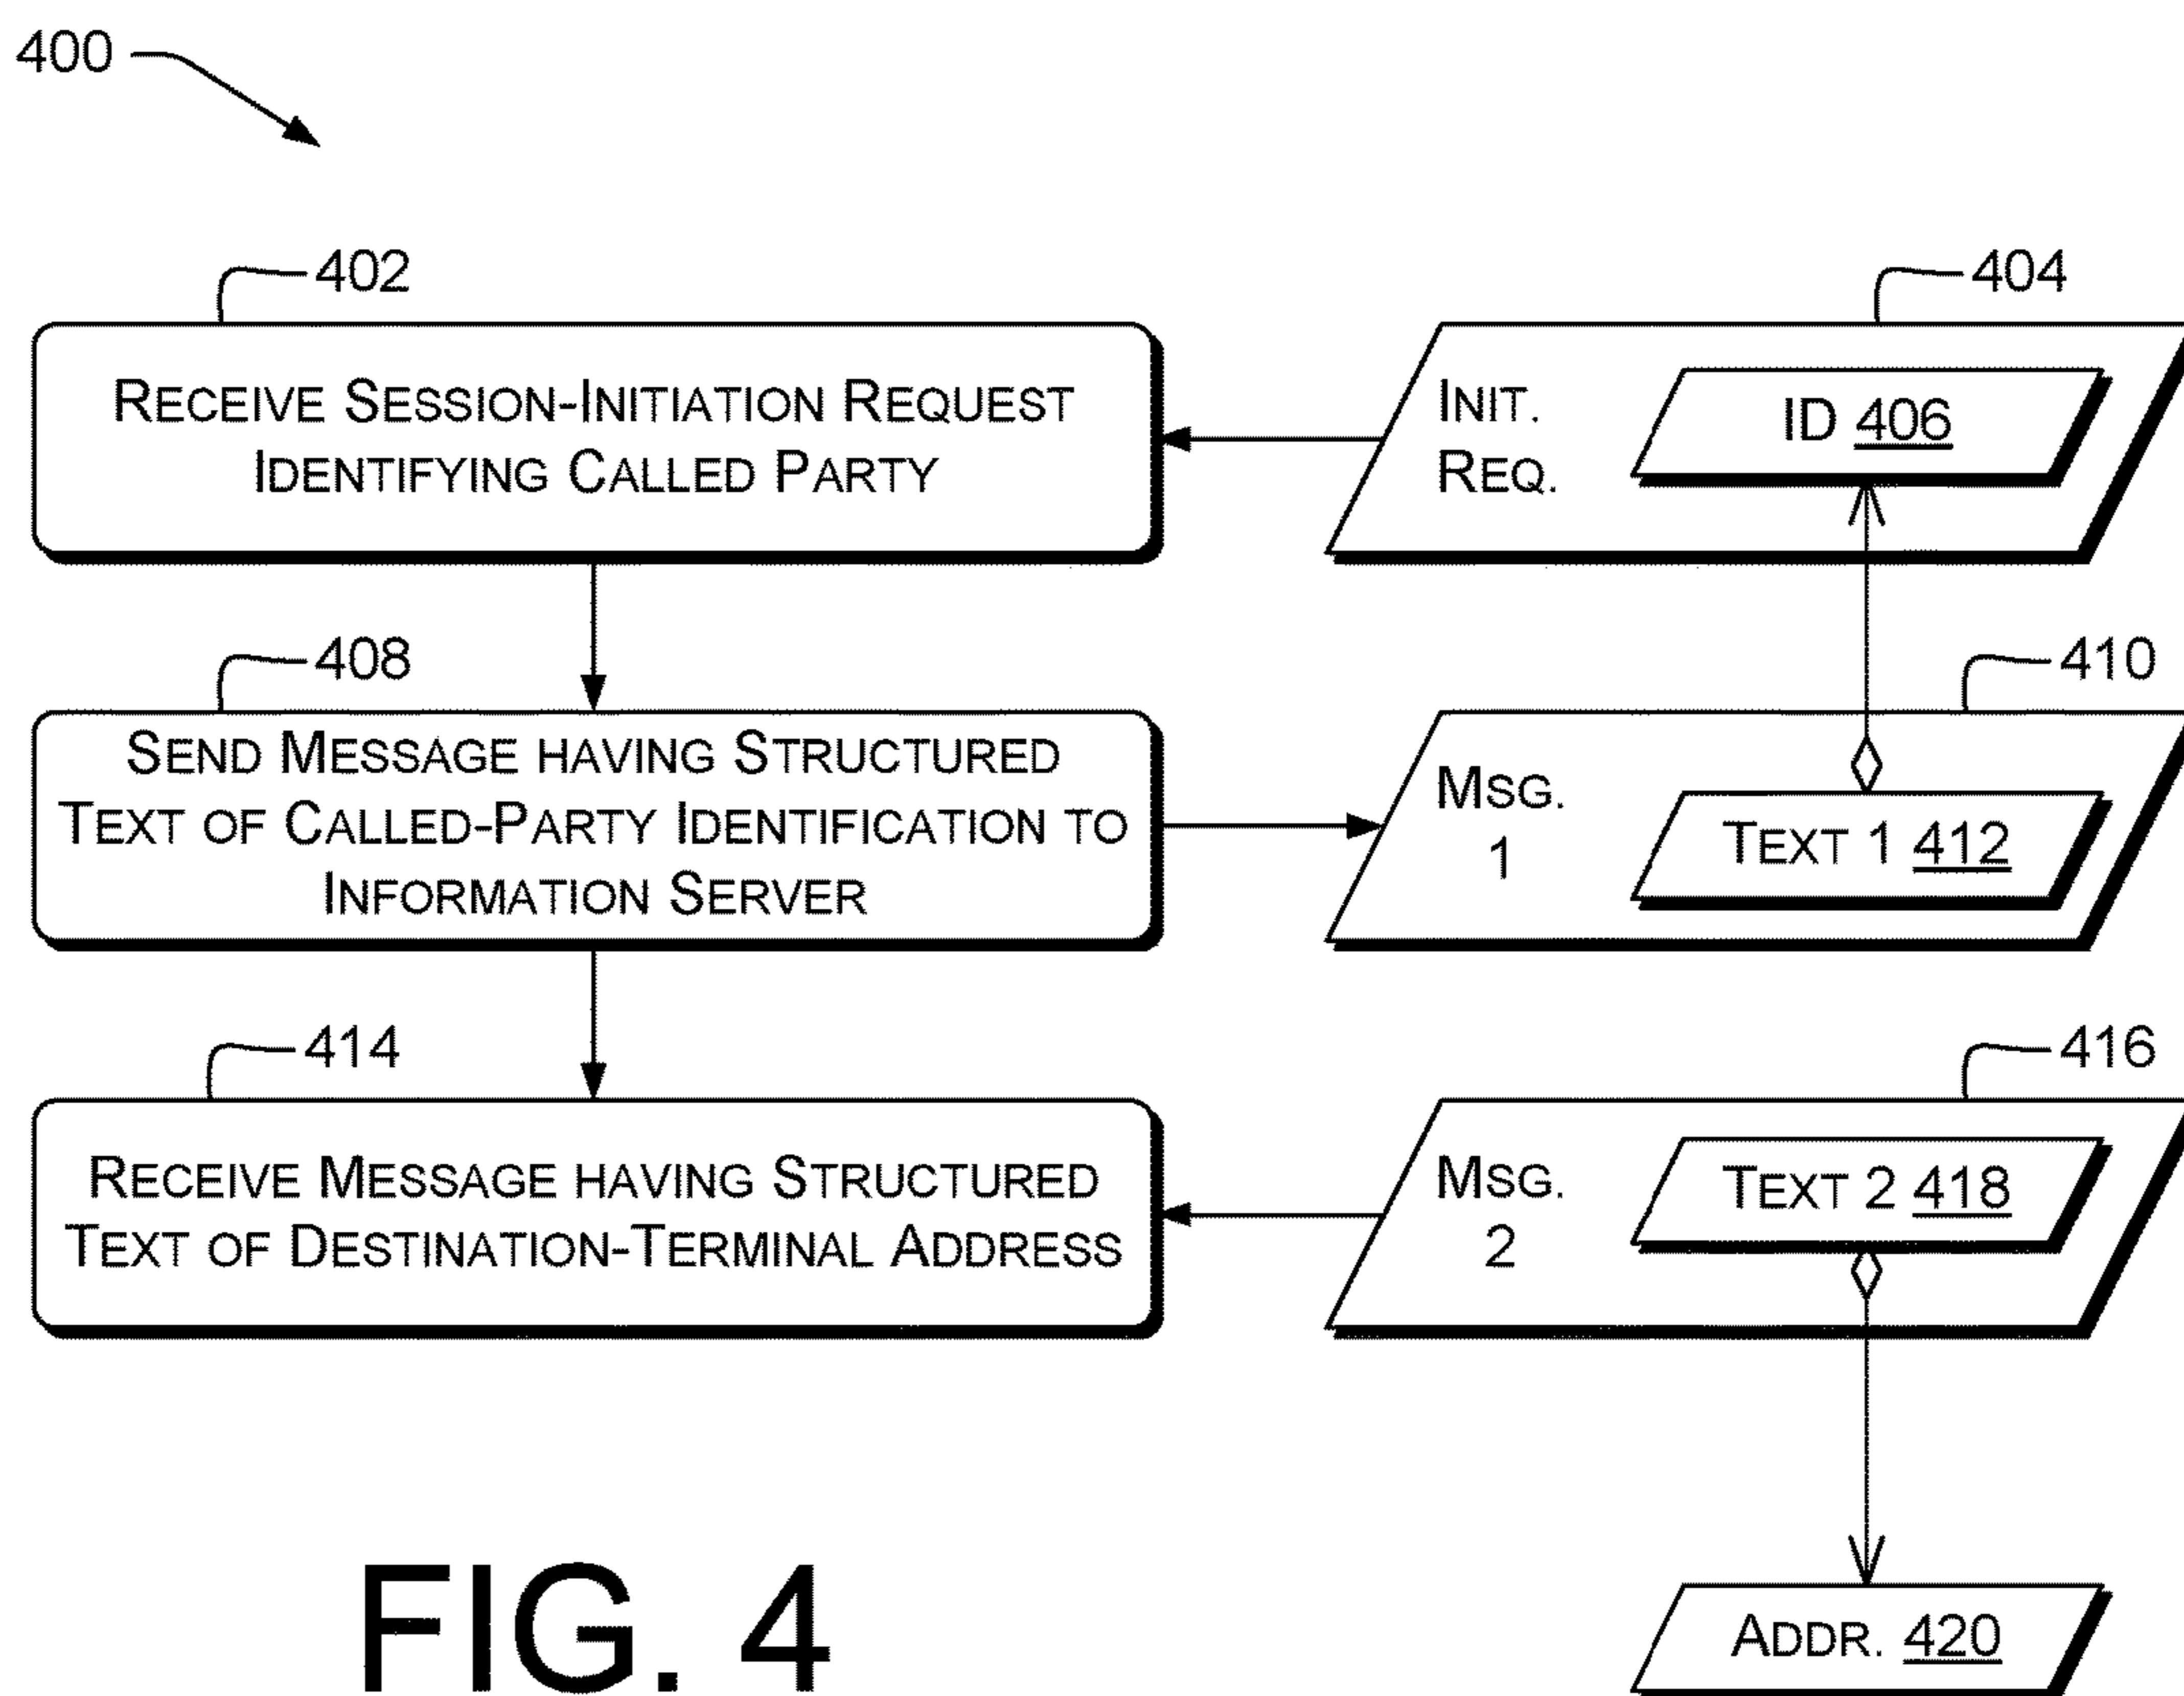 400
402
RECEIVE SESSION-INITIATION REQUEST
IDENTIFYING CALLED PARTY
404
INIT.
REQ.
ID 406
408
SEND MESSAGE HAVING STRUCTURED
TEXT OF CALLED-PARTY IDENTIFICATION TO
INFORMATION SERVER
410
MSG.
1
TEXT 1 412
414
RECEIVE MESSAGE HAVING STRUCTURED
TEXT OF DESTINATION-TERMINAL ADDRESS
416
MSG.
2
TEXT 2 418
ADDR. 420
FIG. 4